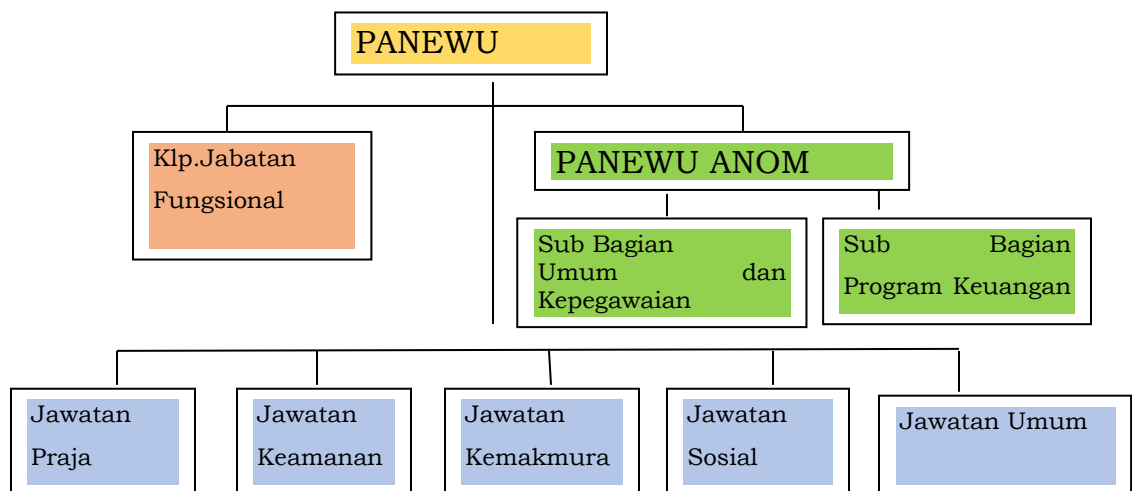 PANEWU
Klp.Jabatan
Fungsional
PANEWU ANOM
Sub Bagian
Umum dan
Kepegawaian
Sub Bagian
Program Keuangan
Jawatan
Praja
Jawatan
Keamanan
Jawatan
Kemakmura
Jawatan
Sosial
Jawatan Umum